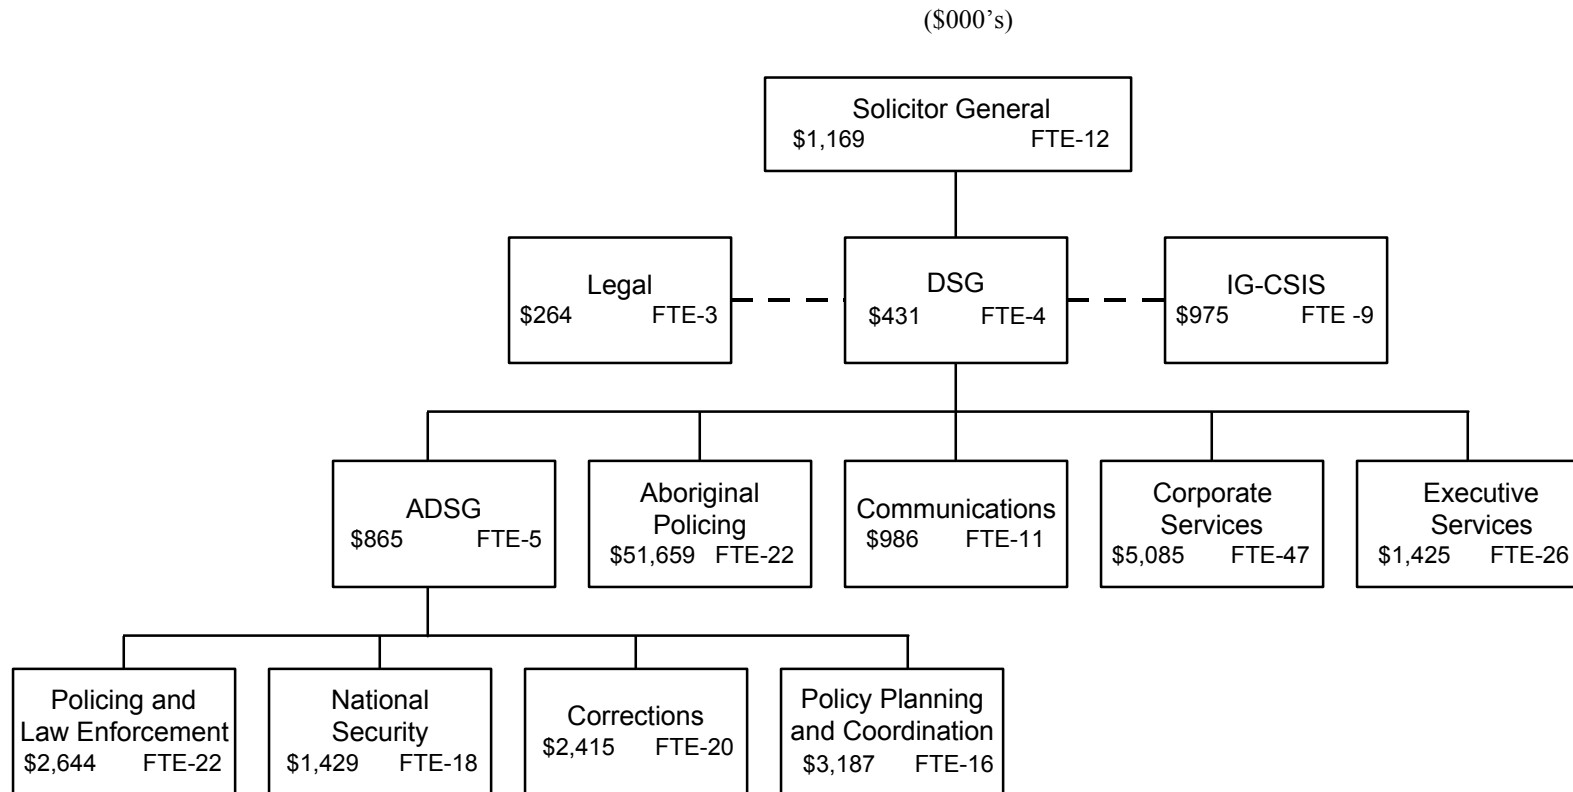 ($000’s)
Solicitor General
$1,169 FTE-12
Legal
$264 FTE-3
DSG
$431 FTE-4
IG-CSIS
$975 FTE -9
ADSG
$865 FTE-5
Aboriginal
Policing
$51,659 FTE-22
Communications
$986 FTE-11
Corporate
Services
$5,085 FTE-47
Executive
Services
$1,425 FTE-26
Policing and
Law Enforcement
$2,644 FTE-22
National
Security
$1,429 FTE-18
Corrections
$2,415 FTE-20
Policy Planning
and Coordination
$3,187 FTE-16